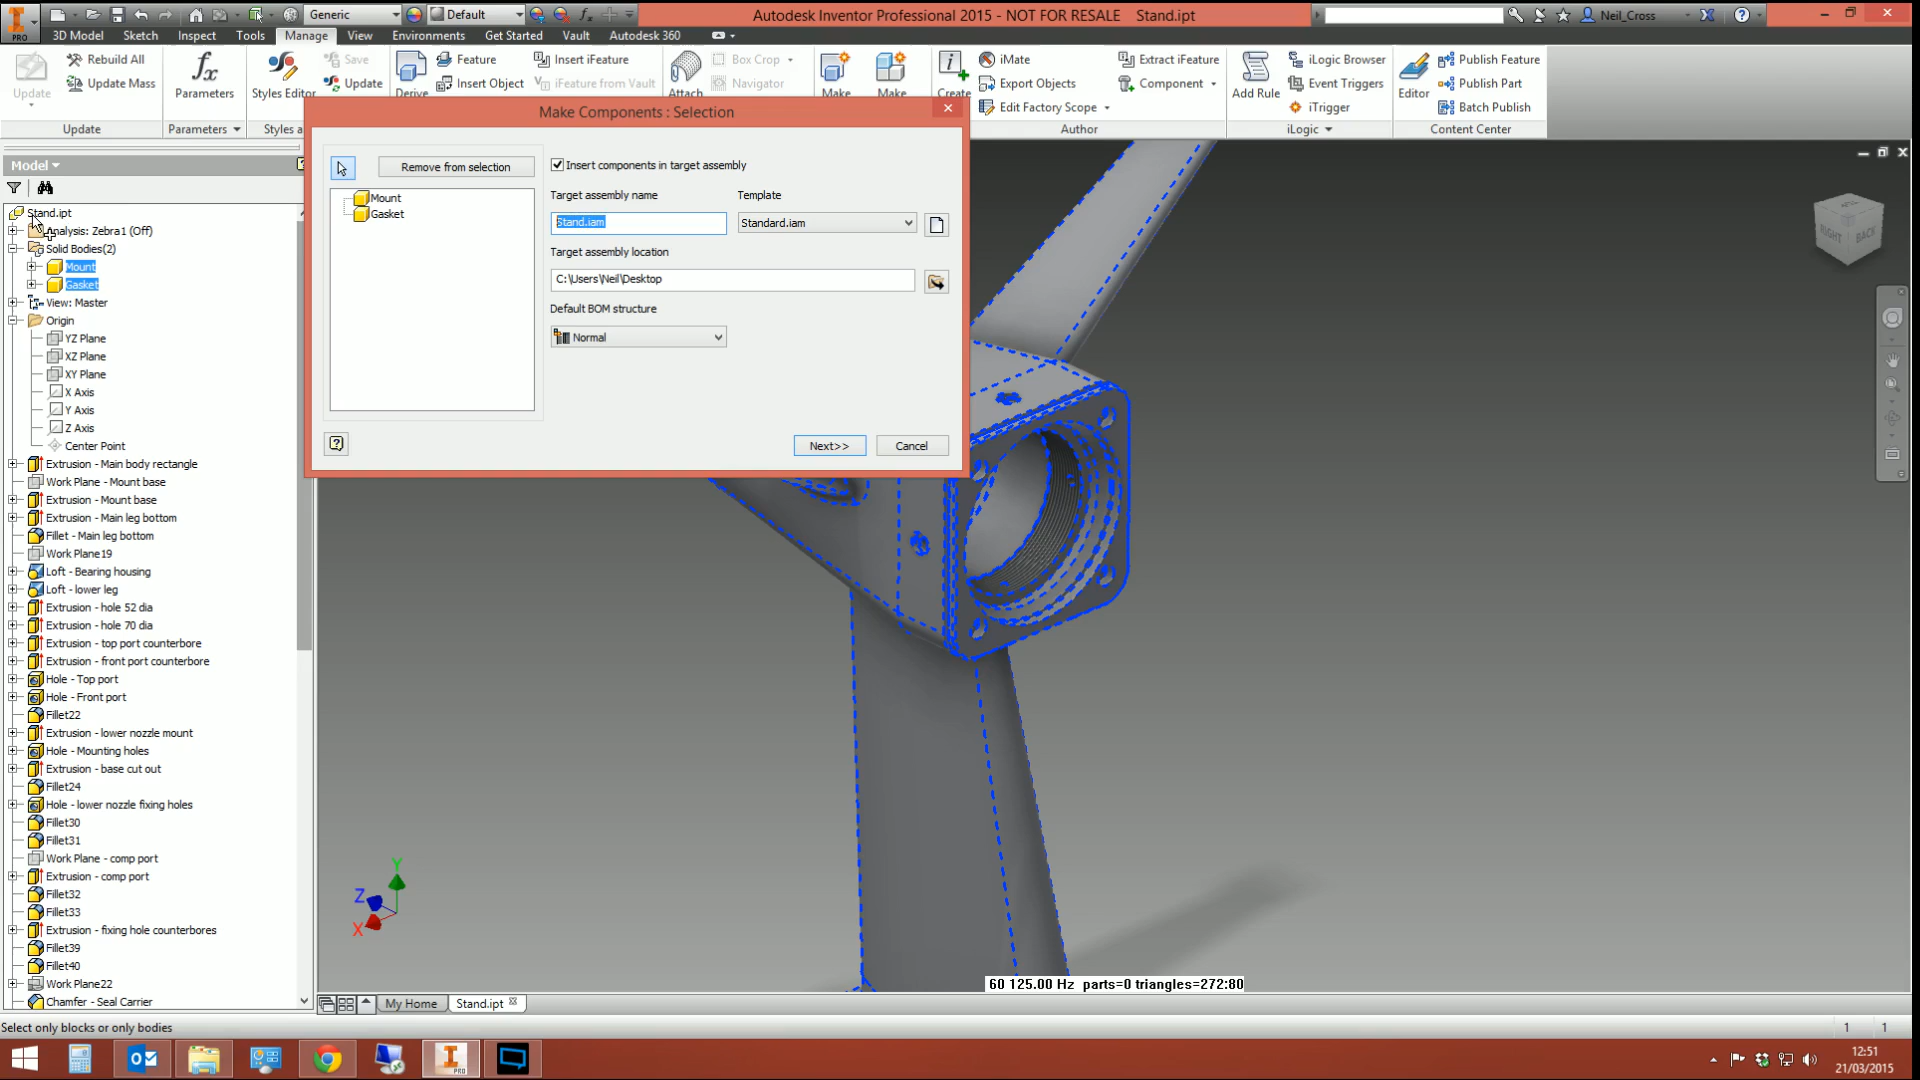 Generic
Default
Autodesk Inventor Professional 2015 - NOT FOR RESALE Stand.ipt
Neil_Cross
PRO
3D Model Sketch Inspect Tools Manage View Environments Get Started Vault Autodesk 360
Update
Rebuild All
Update Mass
Update
Parameters
Parameters
Styles Editor
Save
Update
Styles a
Derive
Feature
Insert Object
Insert iFeature
iFeature from Vault
Attach
Box Crop
Navigator
Make
Make
Create
iMate
Export Objects
Edit Factory Scope
Extract iFeature
Component
Author
Add Rule
iLogic Browser
Event Triggers
iTrigger
iLogic
Editor
Publish Feature
Publish Part
Batch Publish
Content Center
Make Components : Selection
Remove from selection
Mount
Gasket
Insert components in target assembly
Target assembly name
Template
Stand.iam
Standard.iam
Target assembly location
C:\Users\Neil\Desktop
Default BOM structure
Normal
Next>>
Cancel
Model
Stand.ipt
Analysis: Zebra1 (Off)
Solid Bodies(2)
Mount
Gasket
View: Master
Origin
YZ Plane
XZ Plane
XY Plane
X Axis
Y Axis
Z Axis
Center Point
Extrusion - Main body rectangle
Work Plane - Mount base
Extrusion - Mount base
Extrusion - Main leg bottom
Fillet - Main leg bottom
Work Plane19
Loft - Bearing housing
Loft - lower leg
Extrusion - hole 52 dia
Extrusion - hole 70 dia
Extrusion - top port counterbore
Extrusion - front port counterbore
Hole - Top port
Hole - Front port
Fillet22
Extrusion - lower nozzle mount
Hole - Mounting holes
Extrusion - base cut out
Fillet24
Hole - lower nozzle fixing holes
Fillet30
Fillet31
Work Plane - comp port
Extrusion - comp port
Fillet32
Fillet33
Extrusion - fixing hole counterbores
Fillet39
Fillet40
Work Plane22
Chamfer - Seal Carrier
RIGHT BACK
Y
Z
X
60 125.00 Hz parts=0 triangles=272:80
My Home Stand.ipt
Select only blocks or only bodies
1 1
PRO
12:51
21/03/2015